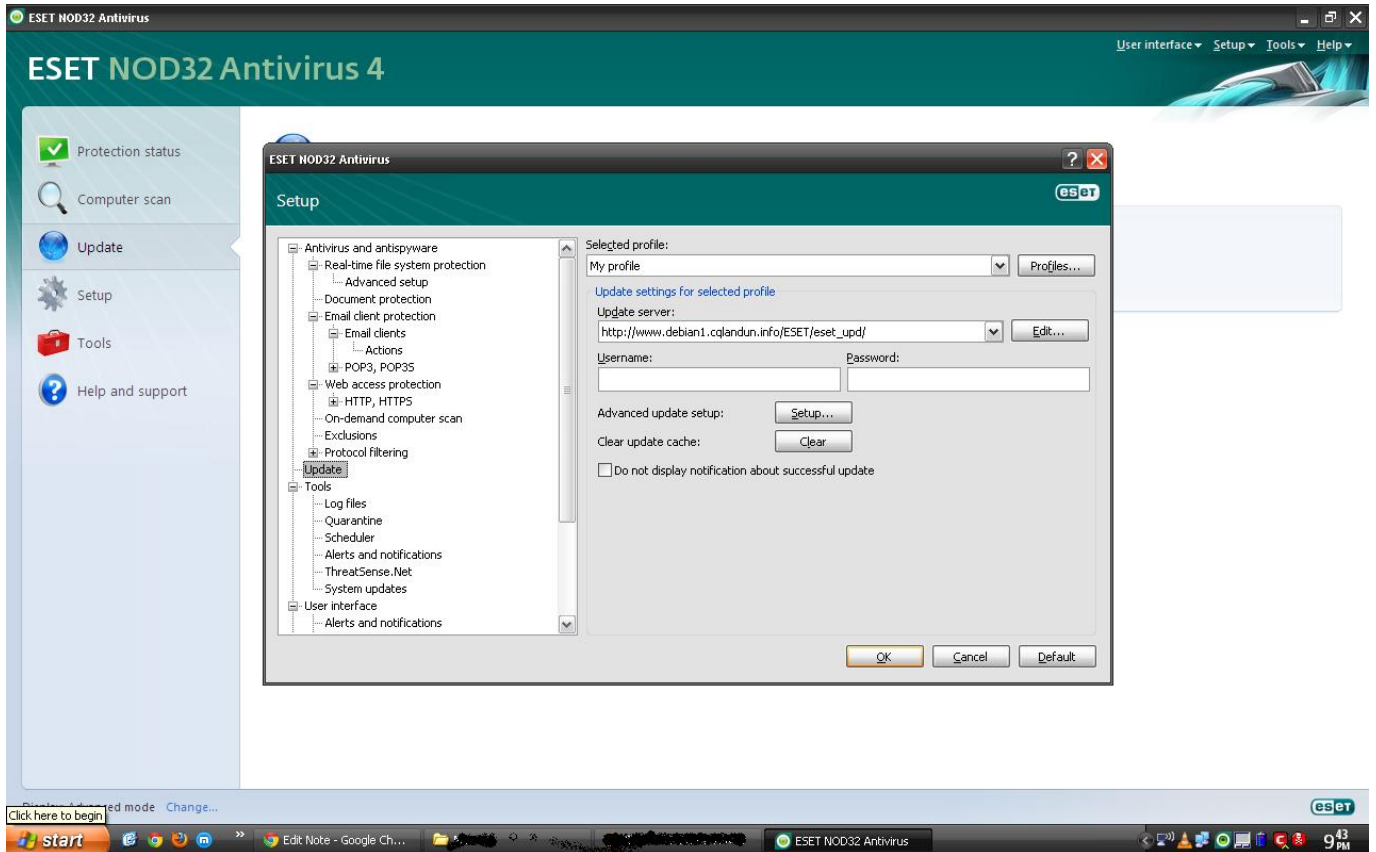 ESET NOD32 Antivirus
User interface Setup Tools Help
ESET NOD32 Antivirus 4
Protection status
Computer scan
Update
Setup
Tools
Help and support
ESET NOD32 Antivirus
Setup
eset
Antivirus and antispyware
Real-time file system protection
Advanced setup
Document protection
Email client protection
Email clients
Actions
POP3, POP3S
Web access protection
HTTP, HTTPS
On-demand computer scan
Exclusions
Protocol filtering
Update
Tools
Log files
Quarantine
Scheduler
Alerts and notifications
ThreatSense.Net
System updates
User interface
Alerts and notifications
Selected profile:
My profile
Profiles...
Update settings for selected profile
Update server:
http://www.debian1.cqlandun.info/ESET/eset_upd/
Edit...
Username: Password:
Advanced update setup: Setup...
Clear update cache: Clear
Do not display notification about successful update
OK Cancel Default
ed mode Change...
eset
Click here to begin
start
Edit Note - Google Ch...
ESET NOD32 Antivirus
9 43 PM